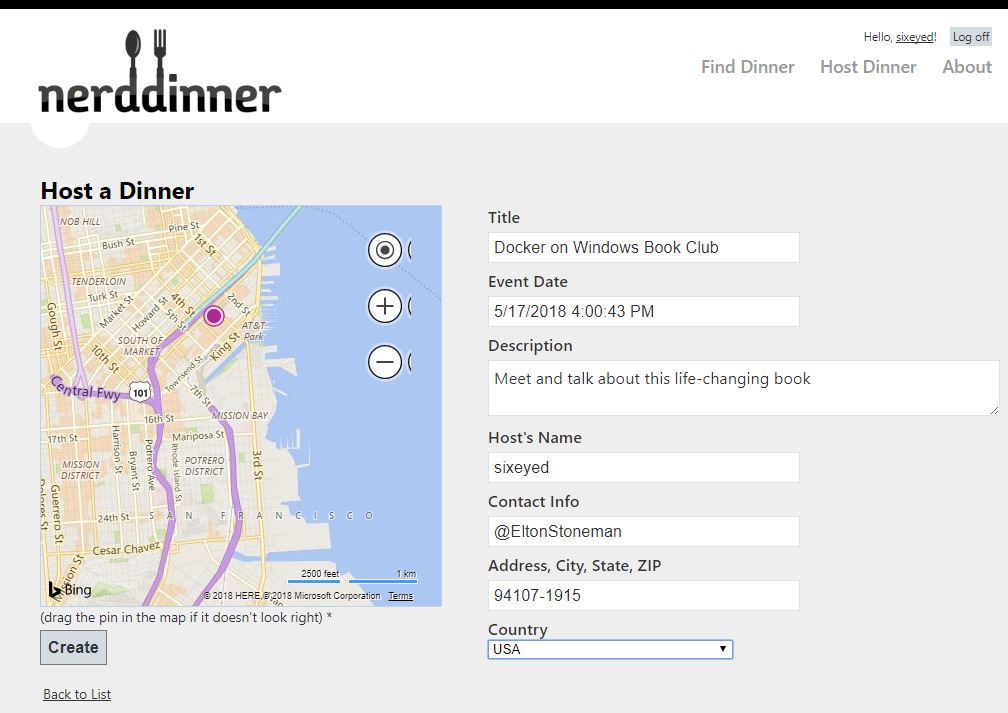 Hello, sixeyed! Log off
nerddinner
Find Dinner Host Dinner About
Host a Dinner
NOB HILL
Pine St
Bush St
1st St
TENDERLOIN
Turk St
4th St
2nd St
Market St
Howard St
5th St
AT&T
Park
Gough St
SOUTH OF
MARKET
King St
10th St
Townsend St
Central Fwy
101
7th St
MISSION BAY
16th St
17th St
Mariposa St
Harrison St
Bryant St
Potrero Ave
Rhode Island St
3rd St
MISSION
DISTRICT
POTRERO
DISTRICT
Dolores St
Guerrero St
24th St
SAN FRANCISCO
Cesar Chavez
Mission St
2500 feet 1 km
Bing
© 2018 HERE, © 2018 Microsoft Corporation Terms
(drag the pin in the map if it doesn't look right) *
Create
Back to List
Title
Docker on Windows Book Club
Event Date
5/17/2018 4:00:43 PM
Description
Meet and talk about this life-changing book
Host's Name
sixeyed
Contact Info
@EltonStoneman
Address, City, State, ZIP
94107-1915
Country
USA